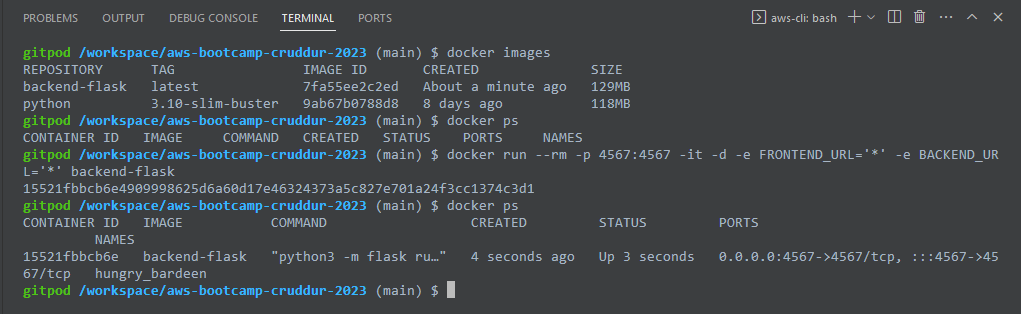 PROBLEMS OUTPUT DEBUG CONSOLE TERMINAL PORTS aws-cli: bash
gitpod /workspace/aws-bootcamp-cruddur-2023 (main) $ docker images
REPOSITORY TAG IMAGE ID CREATED SIZE
backend-flask latest 7fa55ee2c2ed About a minute ago 129MB
python 3.10-slim-buster 9ab67b0788d8 8 days ago 118MB
gitpod /workspace/aws-bootcamp-cruddur-2023 (main) $ docker ps
CONTAINER ID IMAGE COMMAND CREATED STATUS PORTS NAMES
gitpod /workspace/aws-bootcamp-cruddur-2023 (main) $ docker run --rm -p 4567:4567 -it -d -e FRONTEND_URL='*' -e BACKEND_UR
L='*' backend-flask
15521fbbcb6e4909998625d6a60d17e46324373a5c827e701a24f3cc1374c3d1
gitpod /workspace/aws-bootcamp-cruddur-2023 (main) $ docker ps
CONTAINER ID IMAGE COMMAND CREATED STATUS PORTS
NAMES
15521fbbcb6e backend-flask "python3 -m flask ru…" 4 seconds ago Up 3 seconds 0.0.0.0:4567->4567/tcp, :::4567->45
67/tcp hungry_bardeen
gitpod /workspace/aws-bootcamp-cruddur-2023 (main) $